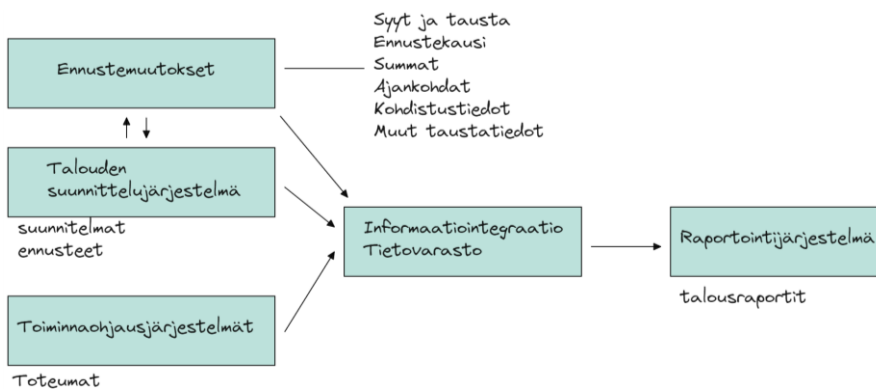 Ennustemuutokset
Syyt ja tausta
Ennustekausi
Summat
Ajankohdat
Kohdistustiedot
Muut taustatiedot
Talouden
suunnittelujärjestelmä
suunnitelmat
ennusteet
Informaatiointegraatio
Tietovarasto
Raportointijärjestelmä
talousraportit
Toiminnaohjausjärjestelmät
Toteumat